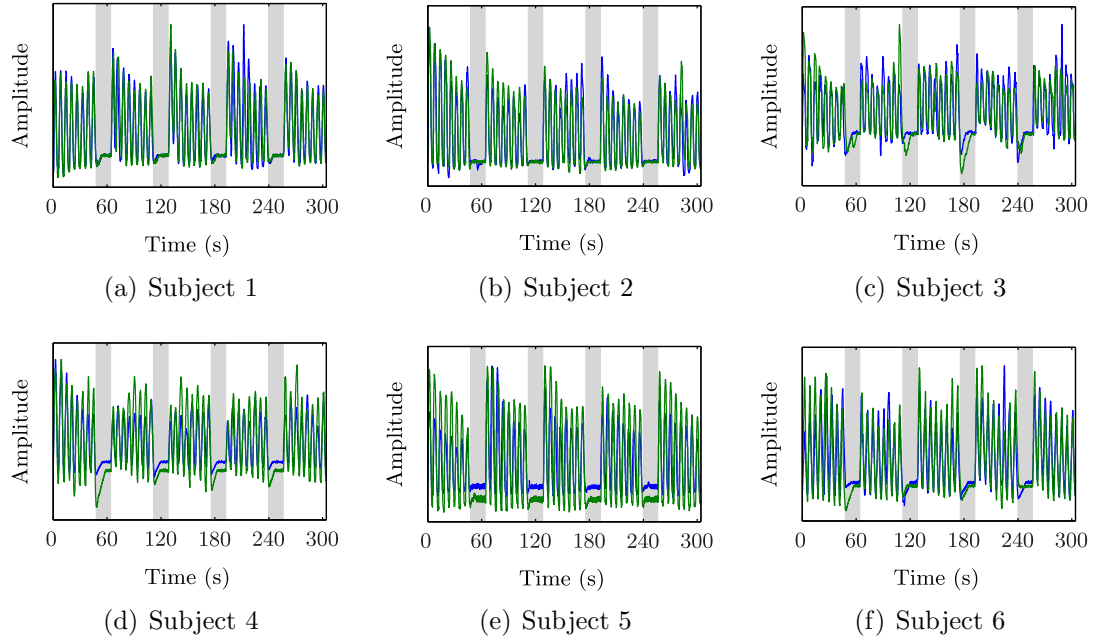 Amplitude
0 60 120 180 240 300
Time (s)
(a) Subject 1
Amplitude
0 60 120 180 240 300
Time (s)
(b) Subject 2
Amplitude
0 60 120 180 240 300
Time (s)
(c) Subject 3
Amplitude
0 60 120 180 240 300
Time (s)
(d) Subject 4
Amplitude
0 60 120 180 240 300
Time (s)
(e) Subject 5
Amplitude
0 60 120 180 240 300
Time (s)
(f) Subject 6